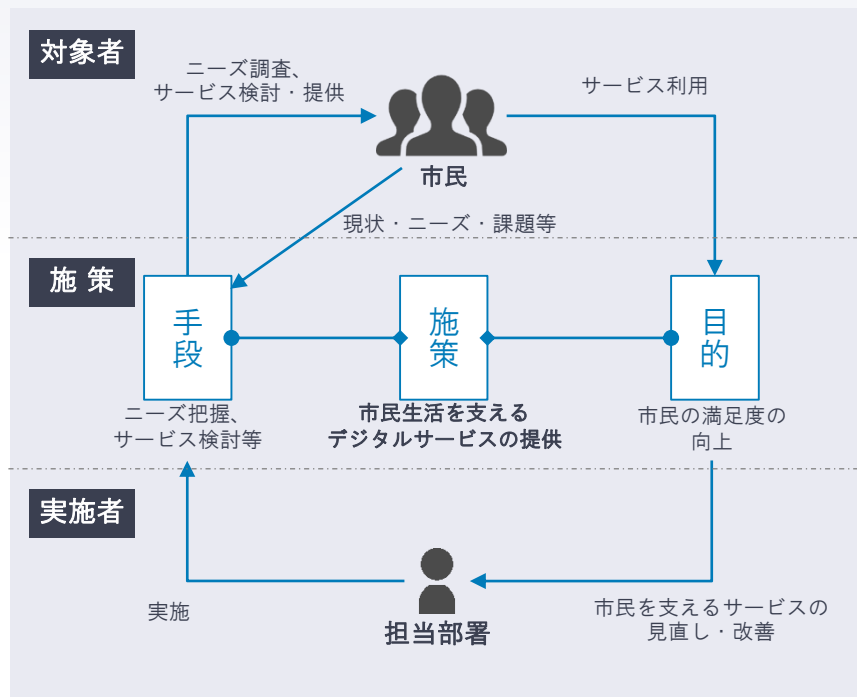 対象者
ニーズ調査、
サービス検討・提供
サービス利用
市民
現状・ニーズ・課題等
施 策
手段
施策
目的
ニーズ把握、
サービス検討等
市民生活を支える
デジタルサービスの提供
市民の満足度の
向上
実施者
実施
担当部署
市民を支えるサービスの
見直し・改善